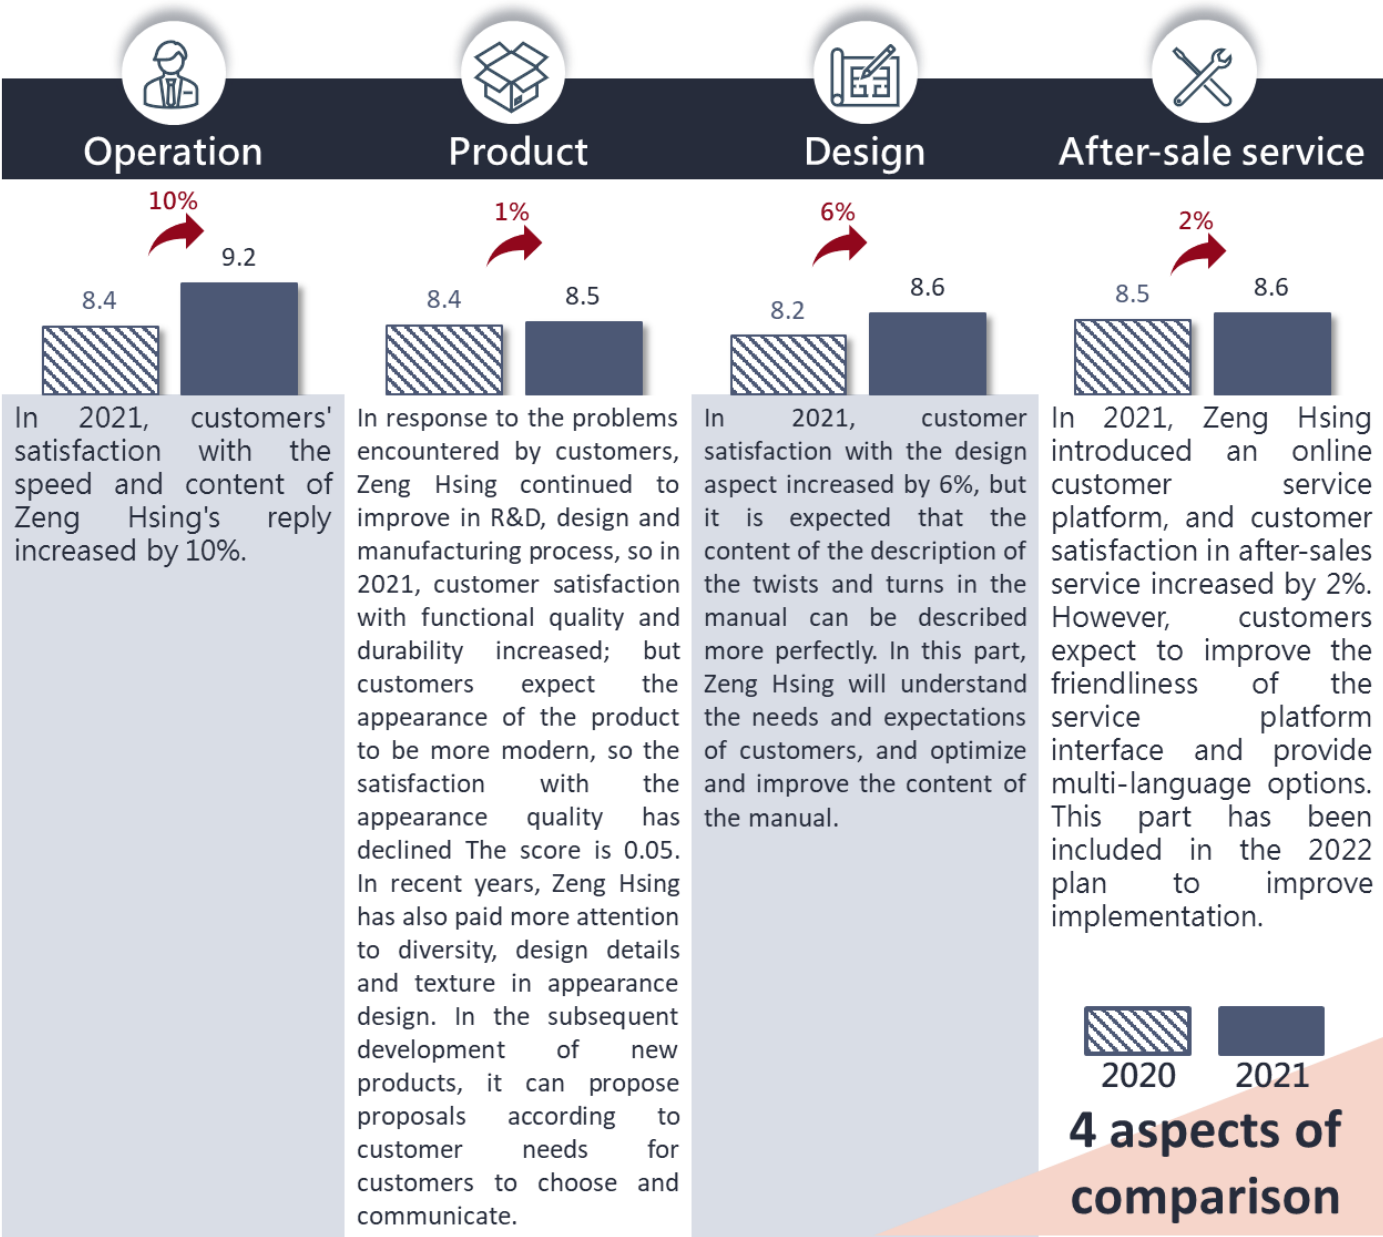 Operation
10%
8.4
9.2
In 2021, customers'
satisfaction with the
speed and content of
Zeng Hsing's reply
increased by 10%.
Product
1%
8.4
8.5
In response to the problems
encountered by customers,
Zeng Hsing continued to
improve in R&D, design and
manufacturing process, so in
2021, customer satisfaction
with functional quality and
durability increased; but
customers expect the
appearance of the product
to be more modern, so the
satisfaction with the
appearance quality has
declined The score is 0.05.
In recent years, Zeng Hsing
has also paid more attention
to diversity, design details
and texture in appearance
design. In the subsequent
development of new
products, it can propose
proposals according to
customer needs for
customers to choose and
communicate.
Design
6%
8.2
8.6
In 2021, customer
satisfaction with the design
aspect increased by 6%, but
it is expected that the
content of the description of
the twists and turns in the
manual can be described
more perfectly. In this part,
Zeng Hsing will understand
the needs and expectations
of customers, and optimize
and improve the content of
the manual.
After-sale service
2%
8.5
8.6
In 2021, Zeng Hsing
introduced an online
customer service
platform, and customer
satisfaction in after-sales
service increased by 2%.
However, customers
expect to improve the
friendliness of the
service platform
interface and provide
multi-language options.
This part has been
included in the 2022
plan to improve
implementation.
2020
2021
4 aspects of
comparison